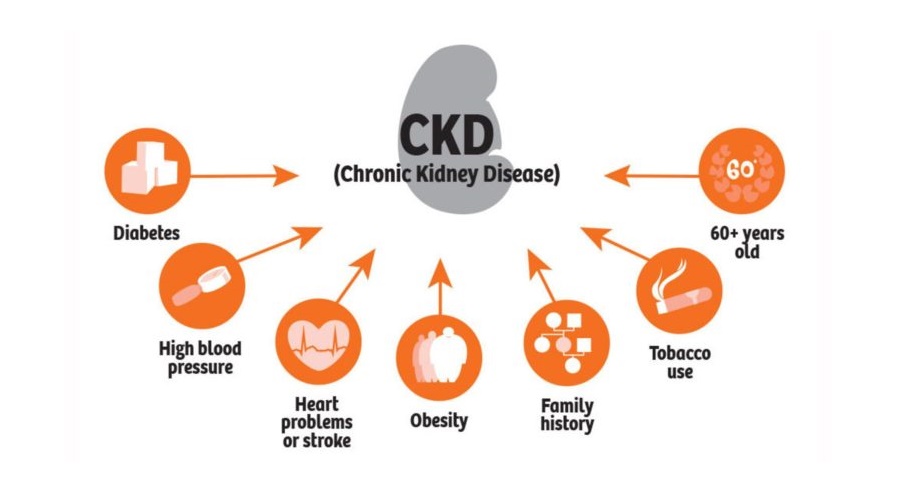 CKD
(Chronic Kidney Disease)
Diabetes
High blood
pressure
Heart
problems
or stroke
Obesity
Family
history
Tobacco
use
60+ years
old
60